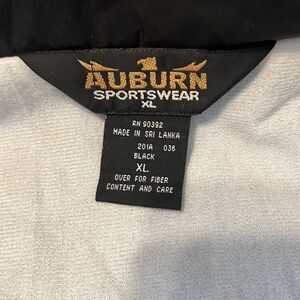 AUBURN
SPORTSWEAR
XL
RN 90392
MADE IN SRI LANKA
201A 036
BLACK
XL
OVER FOR FIBER
CONTENT AND CARE